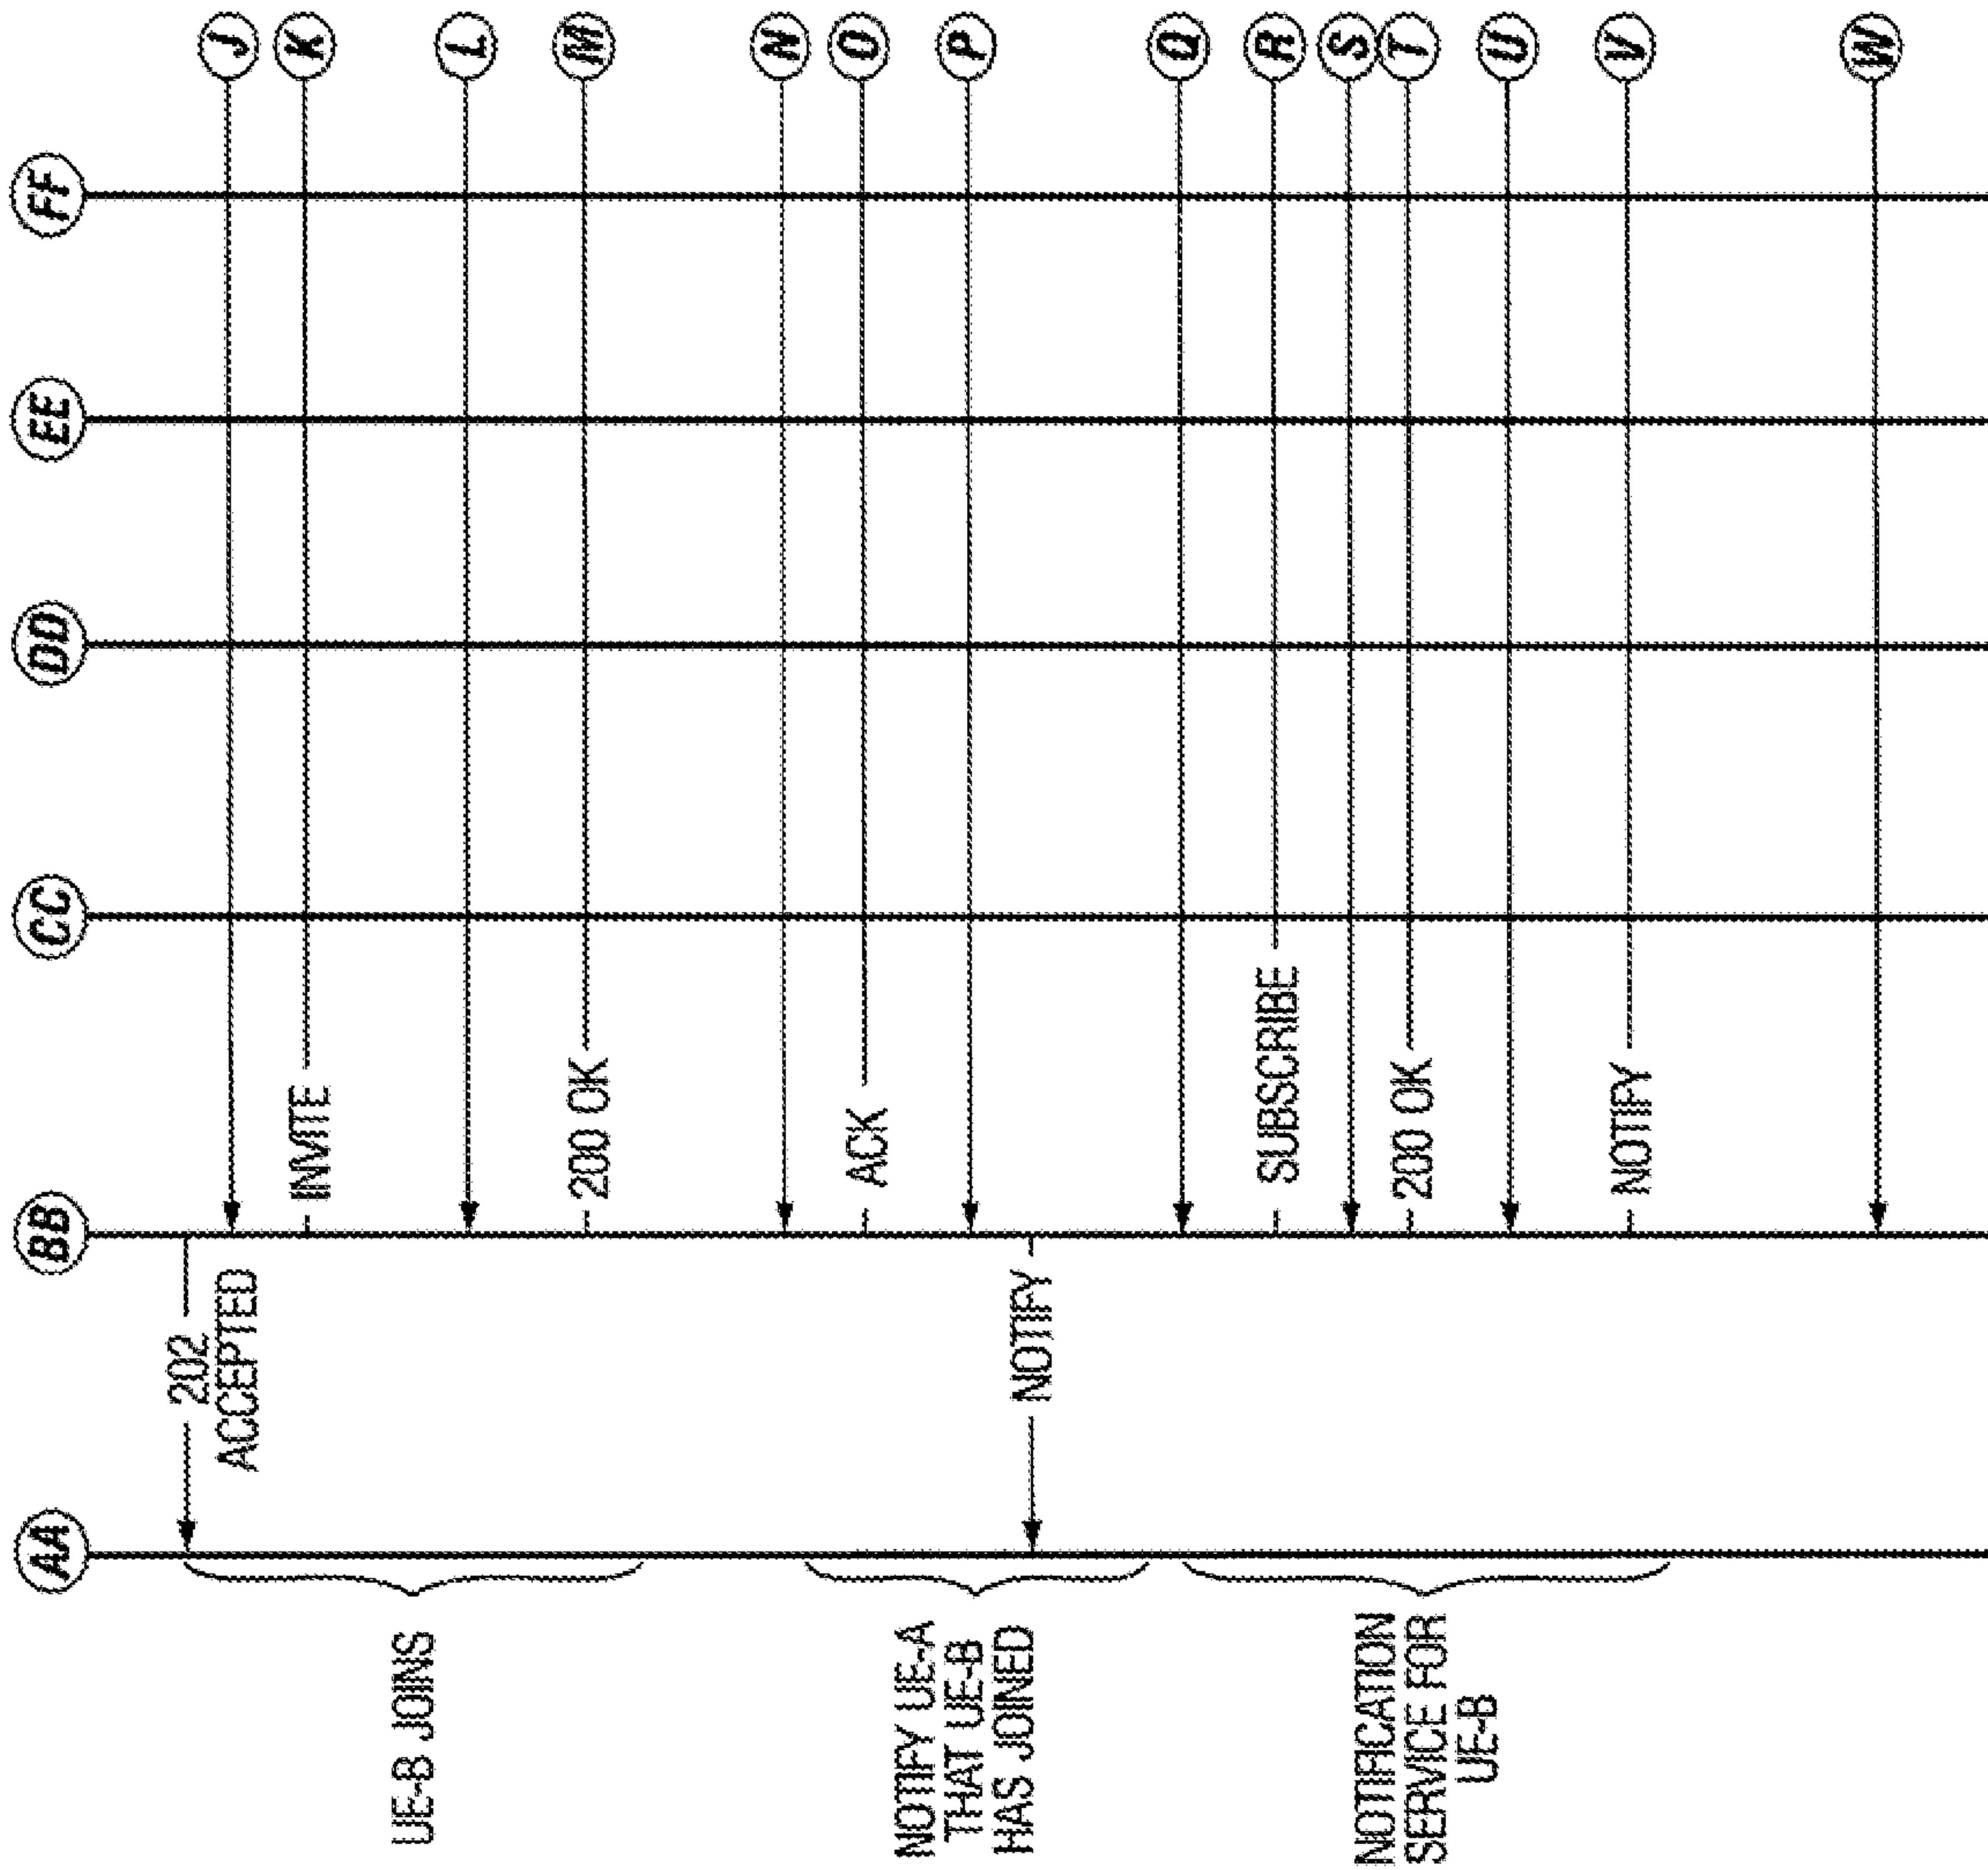 AA
BB
CC
DD
EE
FF
202
ACCEPTED
J
INVITE
K
L
200 OK
M
N
ACK
O
P
NOTIFY
Q
SUBSCRIBE
R
S
200 OK
T
U
NOTIFY
V
W
UE-B JOINS
NOTIFY UE-A
THAT UE-B
HAS JOINED
NOTIFICATION
SERVICE FOR
UE-B